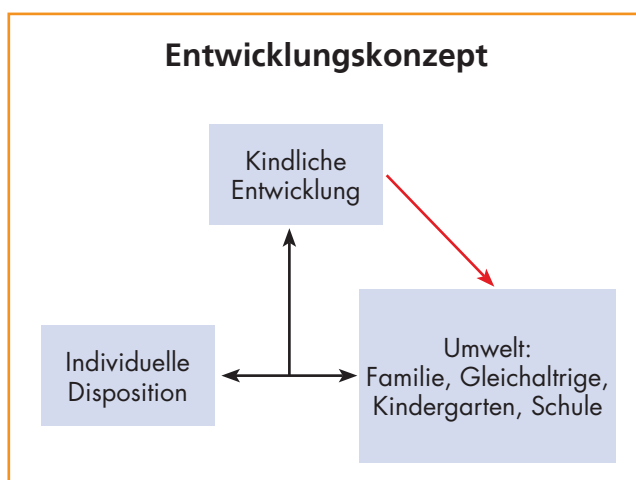 Entwicklungskonzept
Kindliche
Entwicklung
Individuelle
Disposition
Umwelt:
Familie, Gleichaltrige,
Kindergarten, Schule